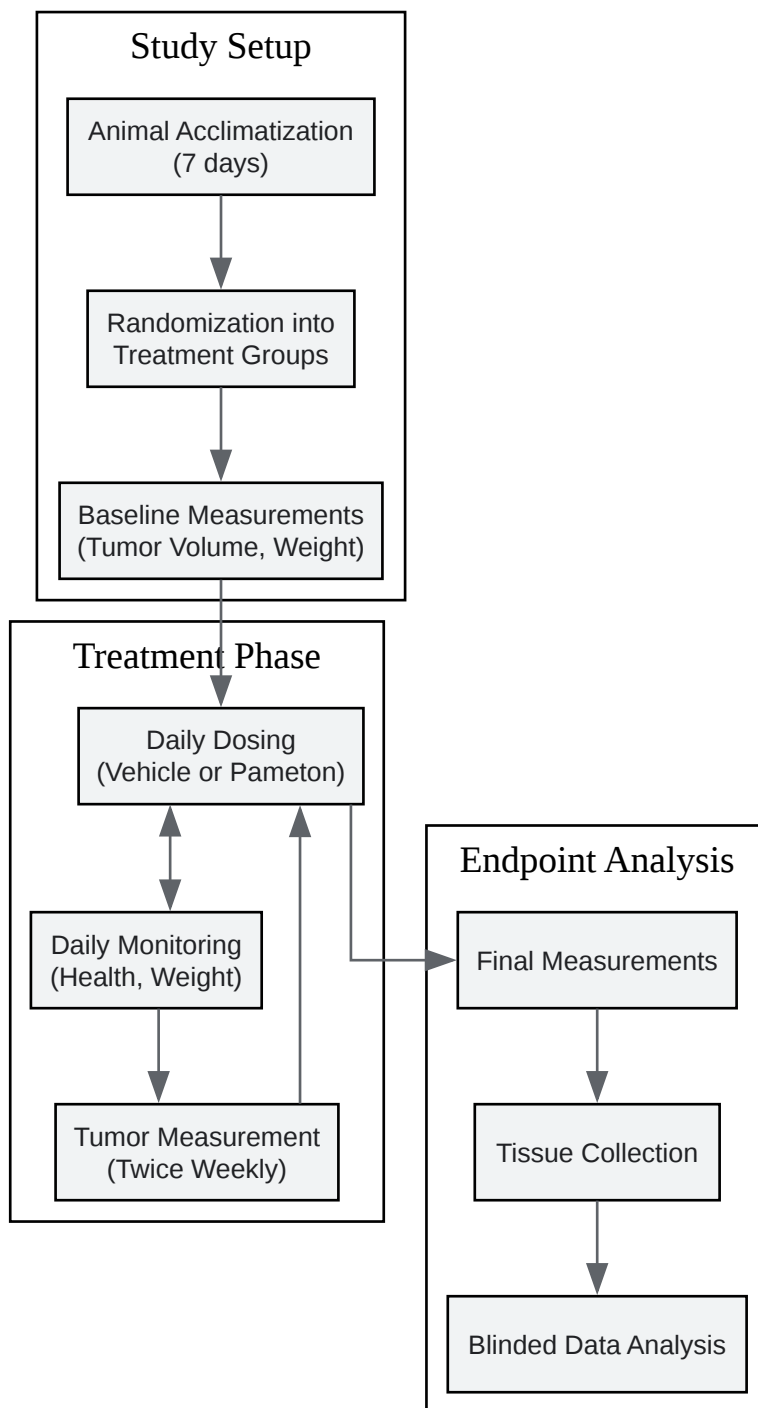 Study Setup
Animal Acclimatization
(7 days)
Randomization into
Treatment Groups
Baseline Measurements
(Tumor Volume, Weight)
Treatment Phase
Daily Dosing
(Vehicle or Pameton)
Daily Monitoring
(Health, Weight)
Tumor Measurement
(Twice Weekly)
Endpoint Analysis
Final Measurements
Tissue Collection
Blinded Data Analysis